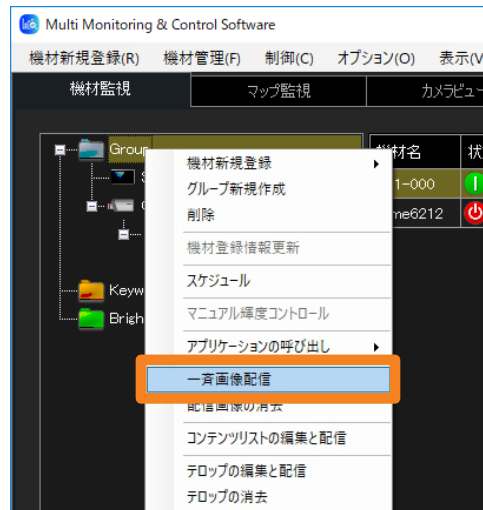 Multi Monitoring & Control Software
機材新規登録(R) 機材管理(F) 制御(C) オプション(O) 表示(V
機材監視 マップ監視 カメラビュー
Group 機材名 状
1-000
me6212
Keyw
Brigh
機材新規登録
グループ新規作成
削除
機材登録情報更新
スケジュール
マニュアル輝度コントロール
アプリケーションの呼び出し
一斉画像配信
配信画像の消去
コンテンツリストの編集と配信
テロップの編集と配信
テロップの消去